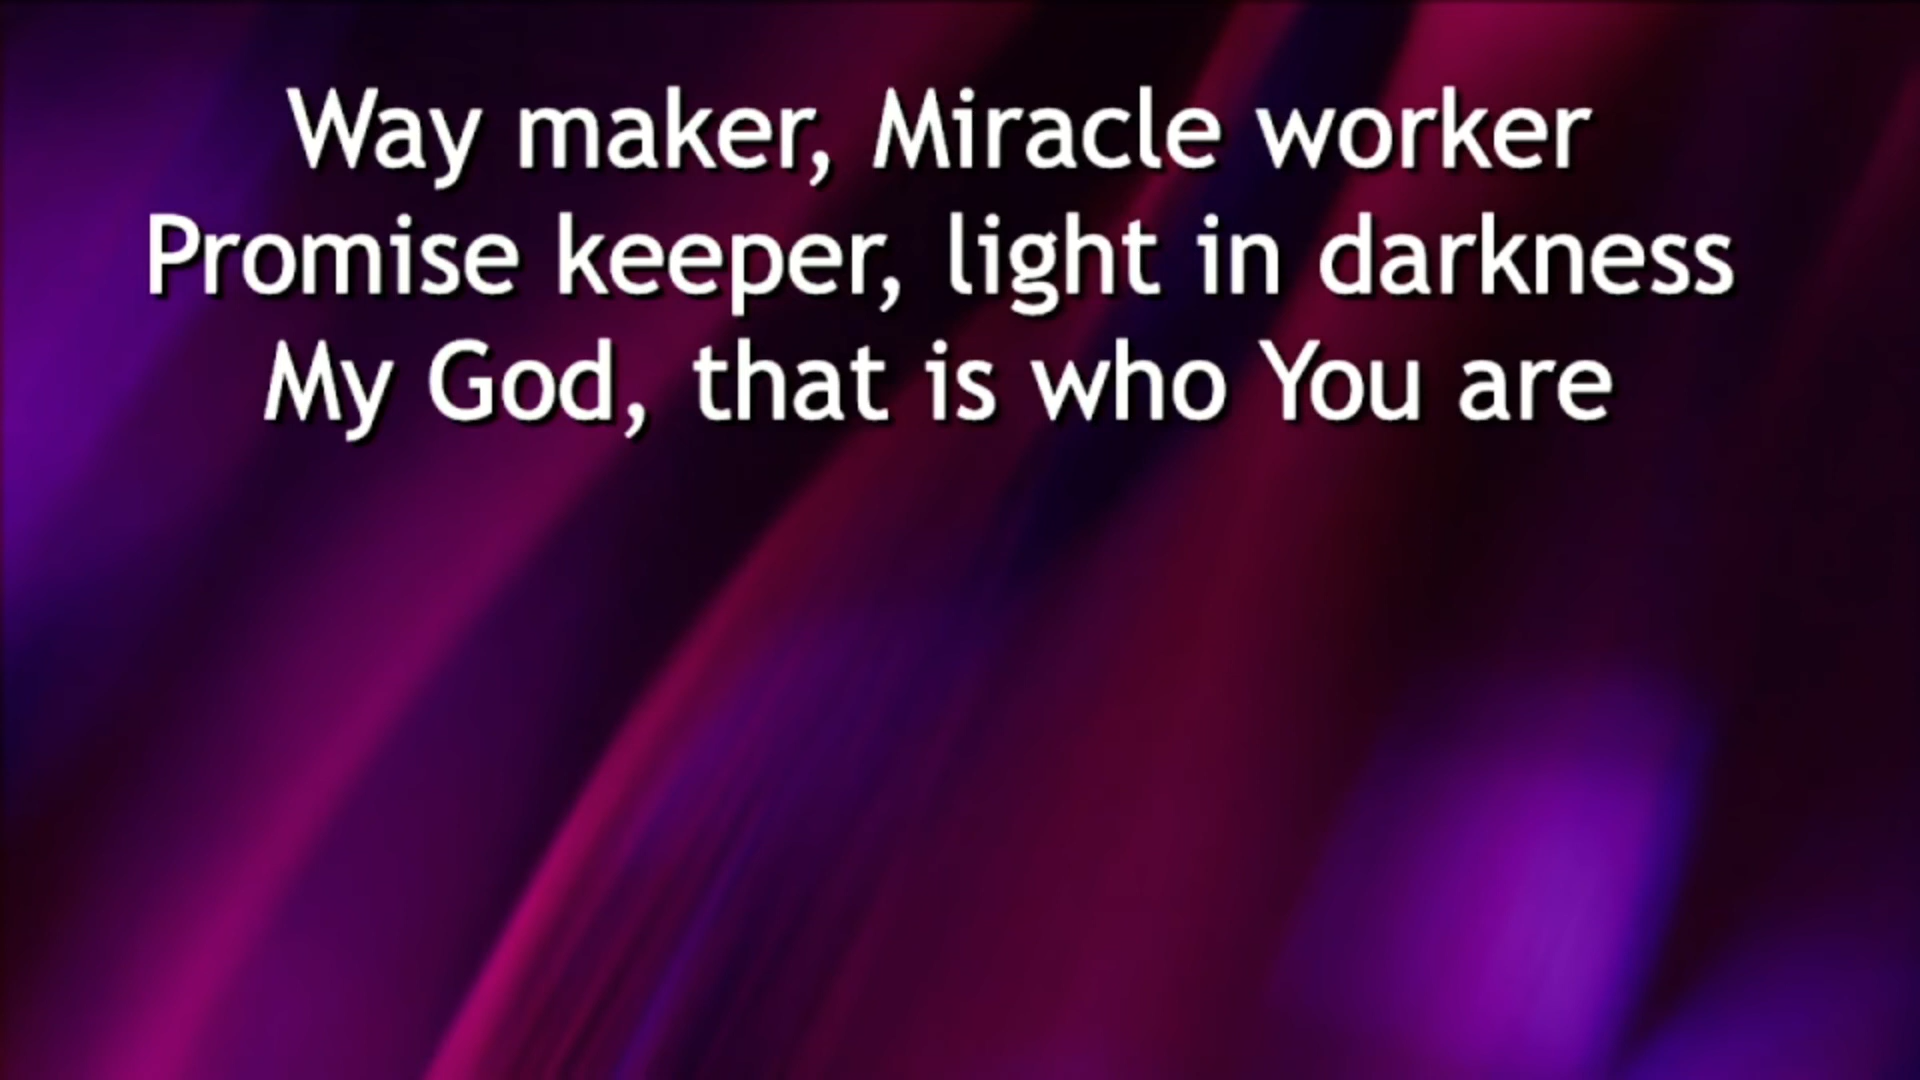 Way maker, Miracle worker
Promise keeper, light in darkness
My God, that is who You are